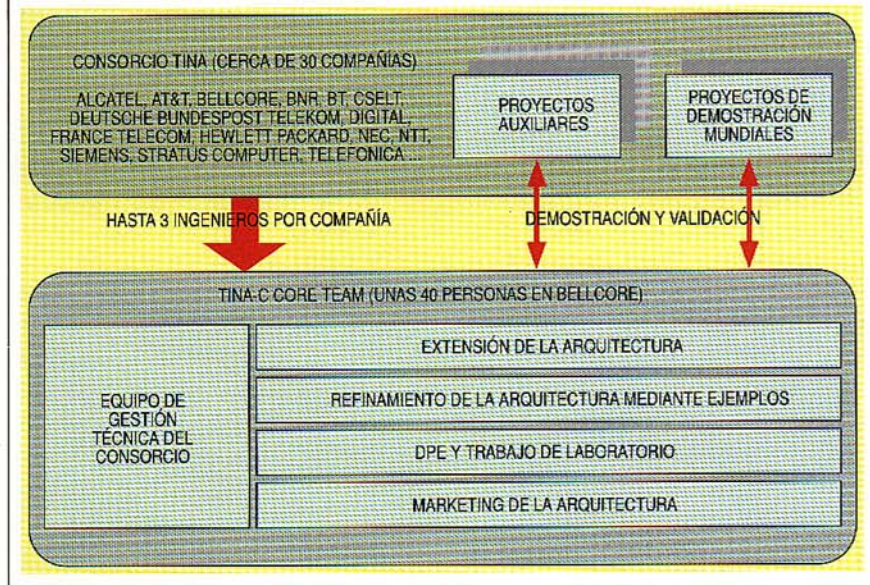 CONSORCIO TINA (CERCA DE 30 COMPAÑÍAS)
ALCATEL, AT&T, BELLCORE, BNR, BT, CSELT,
DEUTSCHE BUNDESPOST TELEKOM, DIGITAL,
FRANCE TELECOM, HEWLETT PACKARD, NEC, NTT,
SIEMENS, STRATUS COMPUTER, TELEFONICA ...
PROYECTOS
AUXILIARES
PROYECTOS DE
DEMOSTRACIÓN
MUNDIALES
HASTA 3 INGENIEROS POR COMPAÑÍA
DEMOSTRACIÓN Y VALIDACIÓN
TINA-C CORE TEAM (UNAS 40 PERSONAS EN BELLCORE)
EQUIPO DE
GESTIÓN
TÉCNICA DEL
CONSORCIO
EXTENSIÓN DE LA ARQUITECTURA
REFINAMIENTO DE LA ARQUITECTURA MEDIANTE EJEMPLOS
DPE Y TRABAJO DE LABORATORIO
MARKETING DE LA ARQUITECTURA